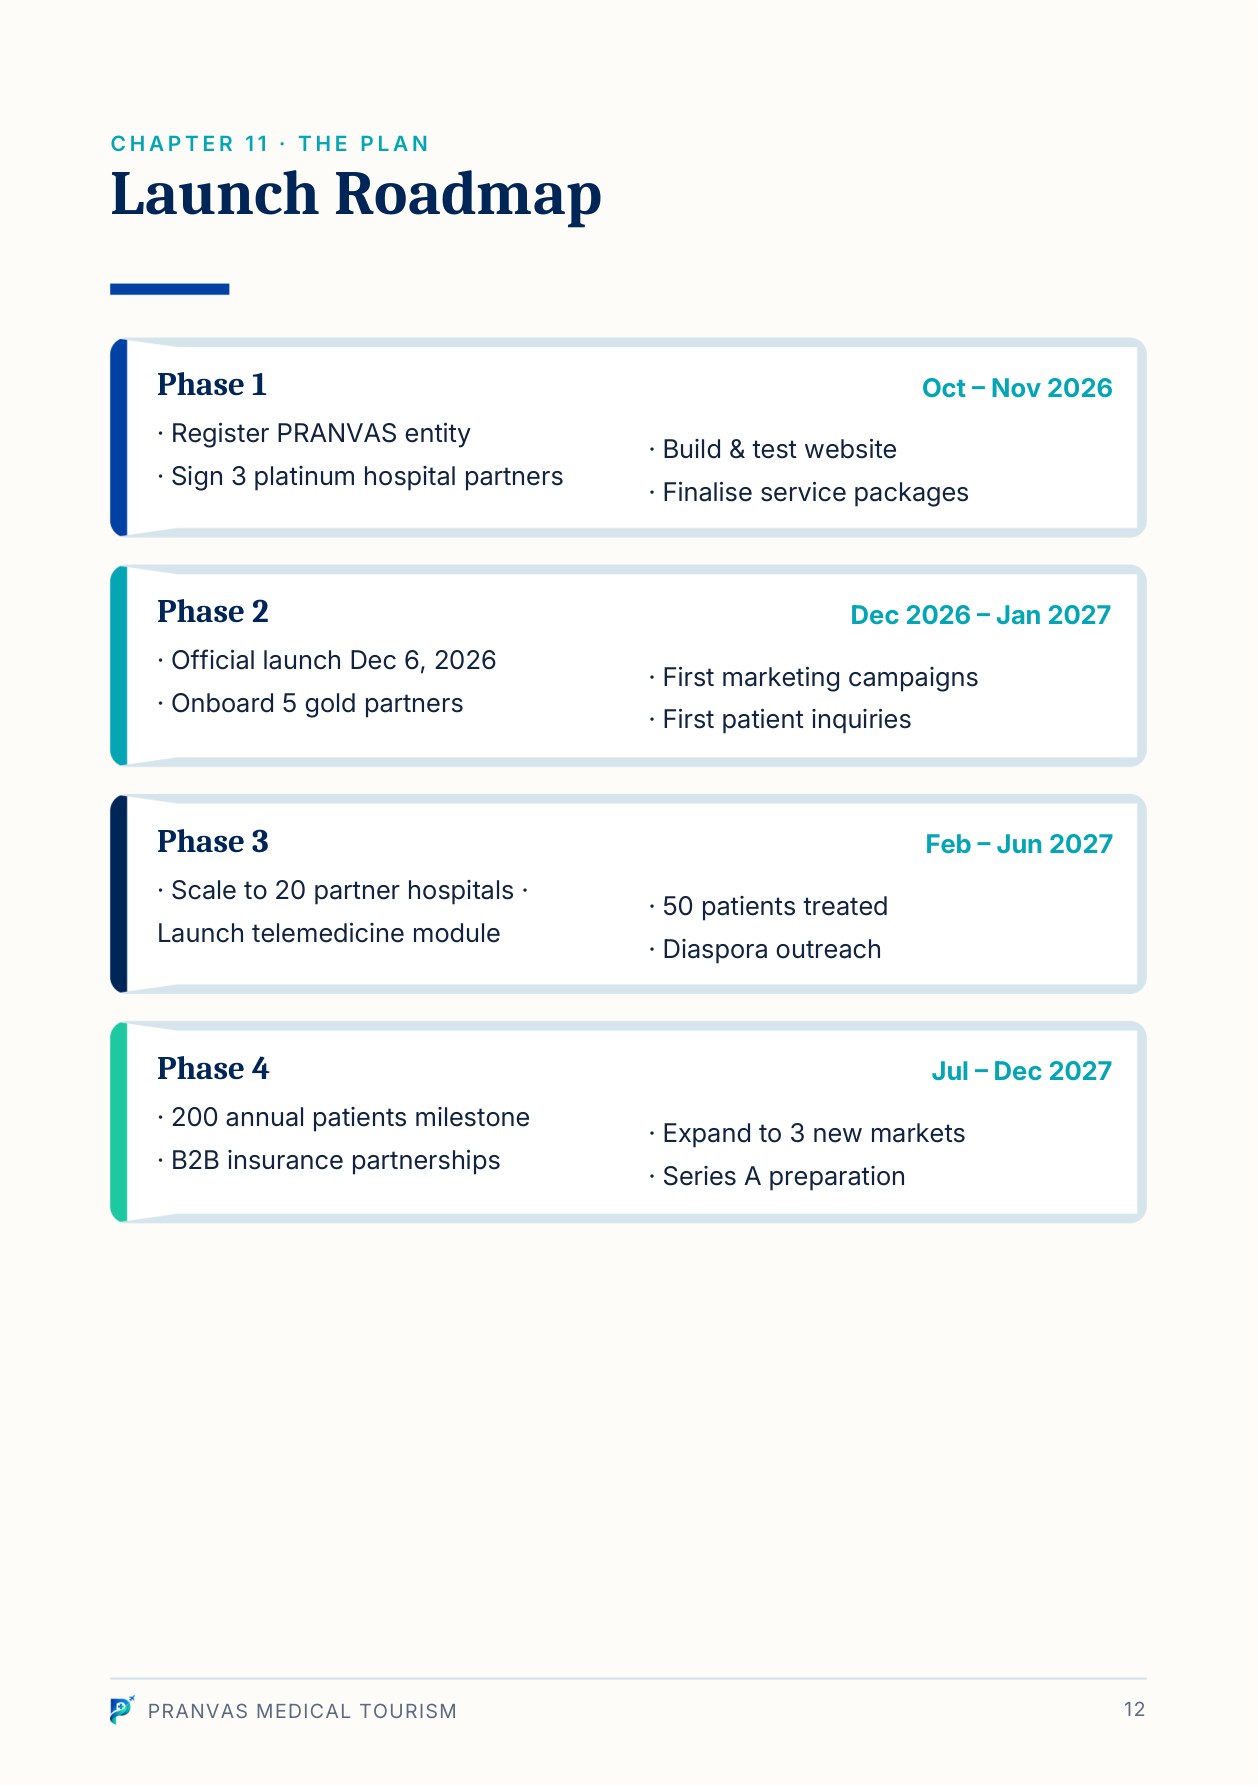 CHAPTER 11 · THE PLAN
Launch Roadmap
Phase 1
Oct – Nov 2026
· Register PRANVAS entity
· Sign 3 platinum hospital partners
· Build & test website
· Finalise service packages
Phase 2
Dec 2026 – Jan 2027
· Official launch Dec 6, 2026
· Onboard 5 gold partners
· First marketing campaigns
· First patient inquiries
Phase 3
Feb – Jun 2027
· Scale to 20 partner hospitals ·
Launch telemedicine module
· 50 patients treated
· Diaspora outreach
Phase 4
Jul – Dec 2027
· 200 annual patients milestone
· B2B insurance partnerships
· Expand to 3 new markets
· Series A preparation
PRANVAS MEDICAL TOURISM
12